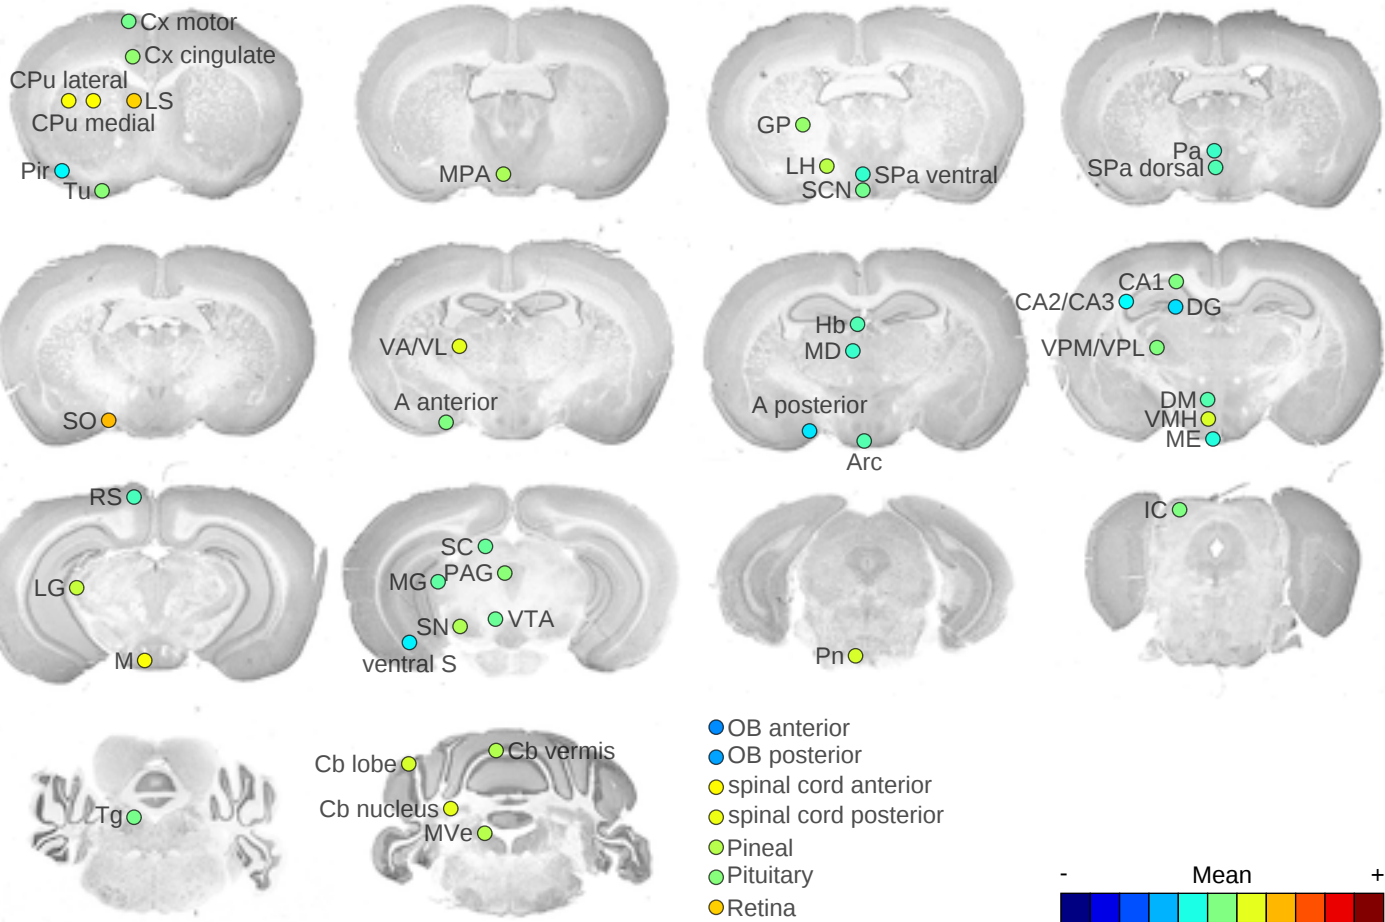 Cx motor
Cx cingulate
CPu lateral
LS
CPu medial
Pir
Tu
MPA
GP
LH
SPa ventral
SCN
Pa
SPa dorsal
SO
VA/VL
A anterior
Hb
MD
A posterior
Arc
CA1
CA2/CA3
DG
VPM/VPL
DM
VMH
ME
RS
LG
M
SC
MG
PAG
SN
VTA
ventral S
Pn
IC
Tg
Cb lobe
Cb vermis
Cb nucleus
MVe
OB anterior
OB posterior
spinal cord anterior
spinal cord posterior
Pineal
Pituitary
Retina
- Mean +